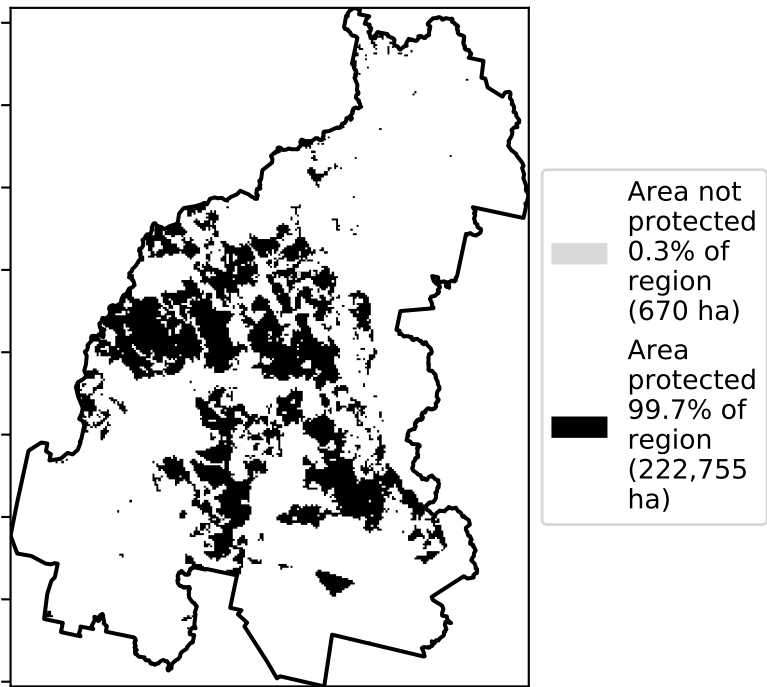 Area not
protected
0.3% of
region
(670 ha)
Area
protected
99.7% of
region
(222,755
ha)